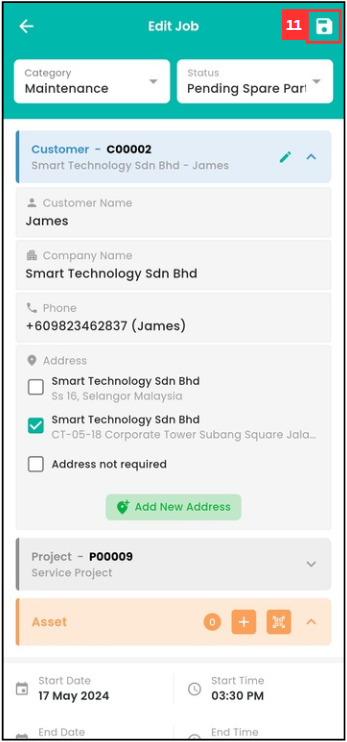 Edit Job
11
Category
Maintenance
Status
Pending Spare Par
Customer - C00002
Smart Technology Sdn Bhd - James
Customer Name
James
Company Name
Smart Technology Sdn Bhd
Phone
+609823462837 (James)
Address
Smart Technology Sdn Bhd
Ss 16, Selangor Malaysia
Smart Technology Sdn Bhd
CT-05-18 Corporate Tower Subang Square Jala...
Address not required
Add New Address
Project - P00009
Service Project
Asset
0
Start Date
17 May 2024
Start Time
03:30 PM
End Date
End Time